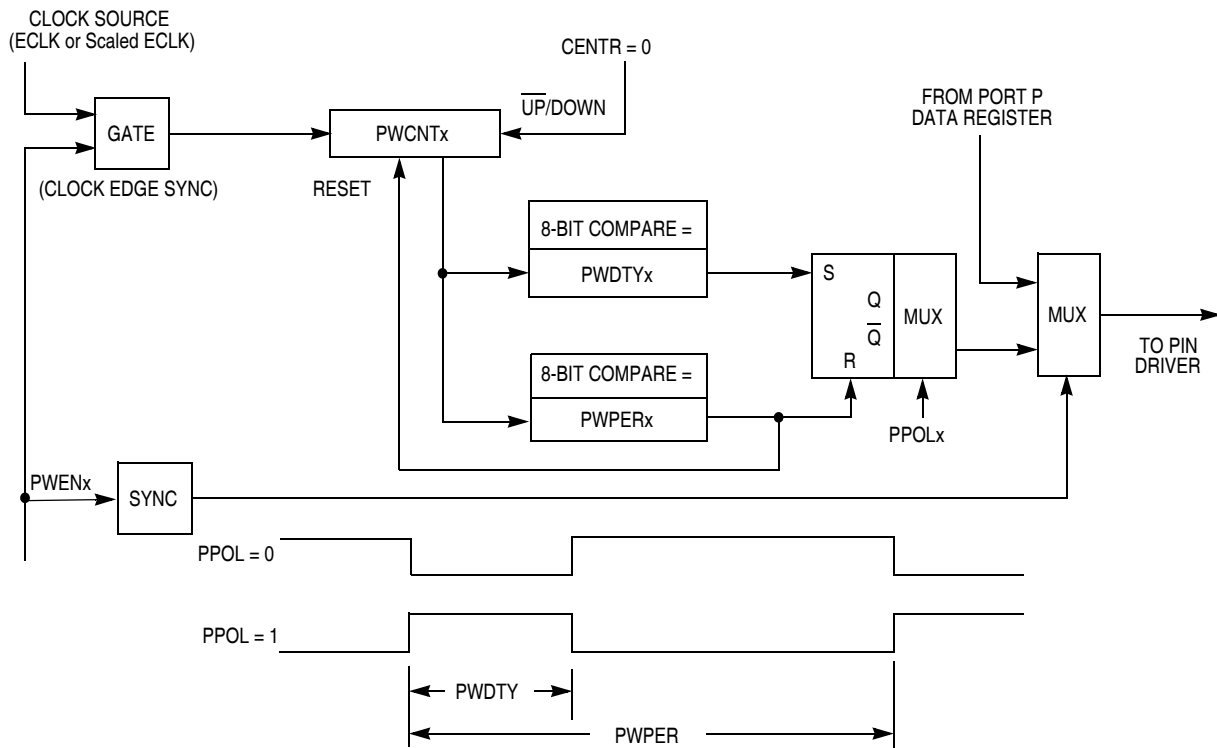 CLOCK SOURCE
(ECLK or Scaled ECLK)
CENTR = 0
U̅P̅/DOWN
FROM PORT P
DATA REGISTER
GATE
PWCNTx
(CLOCK EDGE SYNC)
RESET
8-BIT COMPARE =
PWDTYx
S
Q
Q̅
R
MUX
MUX
TO PIN
DRIVER
8-BIT COMPARE =
PWPERx
PPOLx
PWENx
SYNC
PPOL = 0
PPOL = 1
PWDTY
PWPER